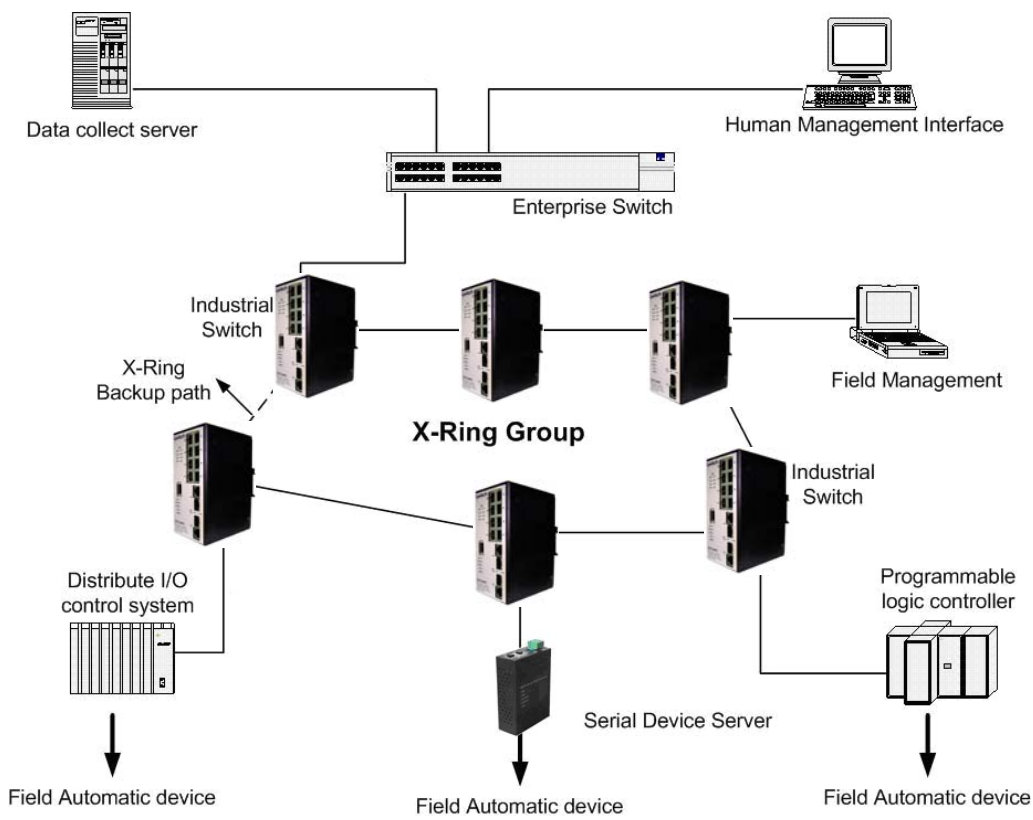 Data collect server
Human Management Interface
Enterprise Switch
Industrial
Switch
X-Ring
Backup path
Field Management
X-Ring Group
Industrial
Switch
Distribute I/O
control system
Programmable
logic controller
Serial Device Server
Field Automatic device
Field Automatic device
Field Automatic device